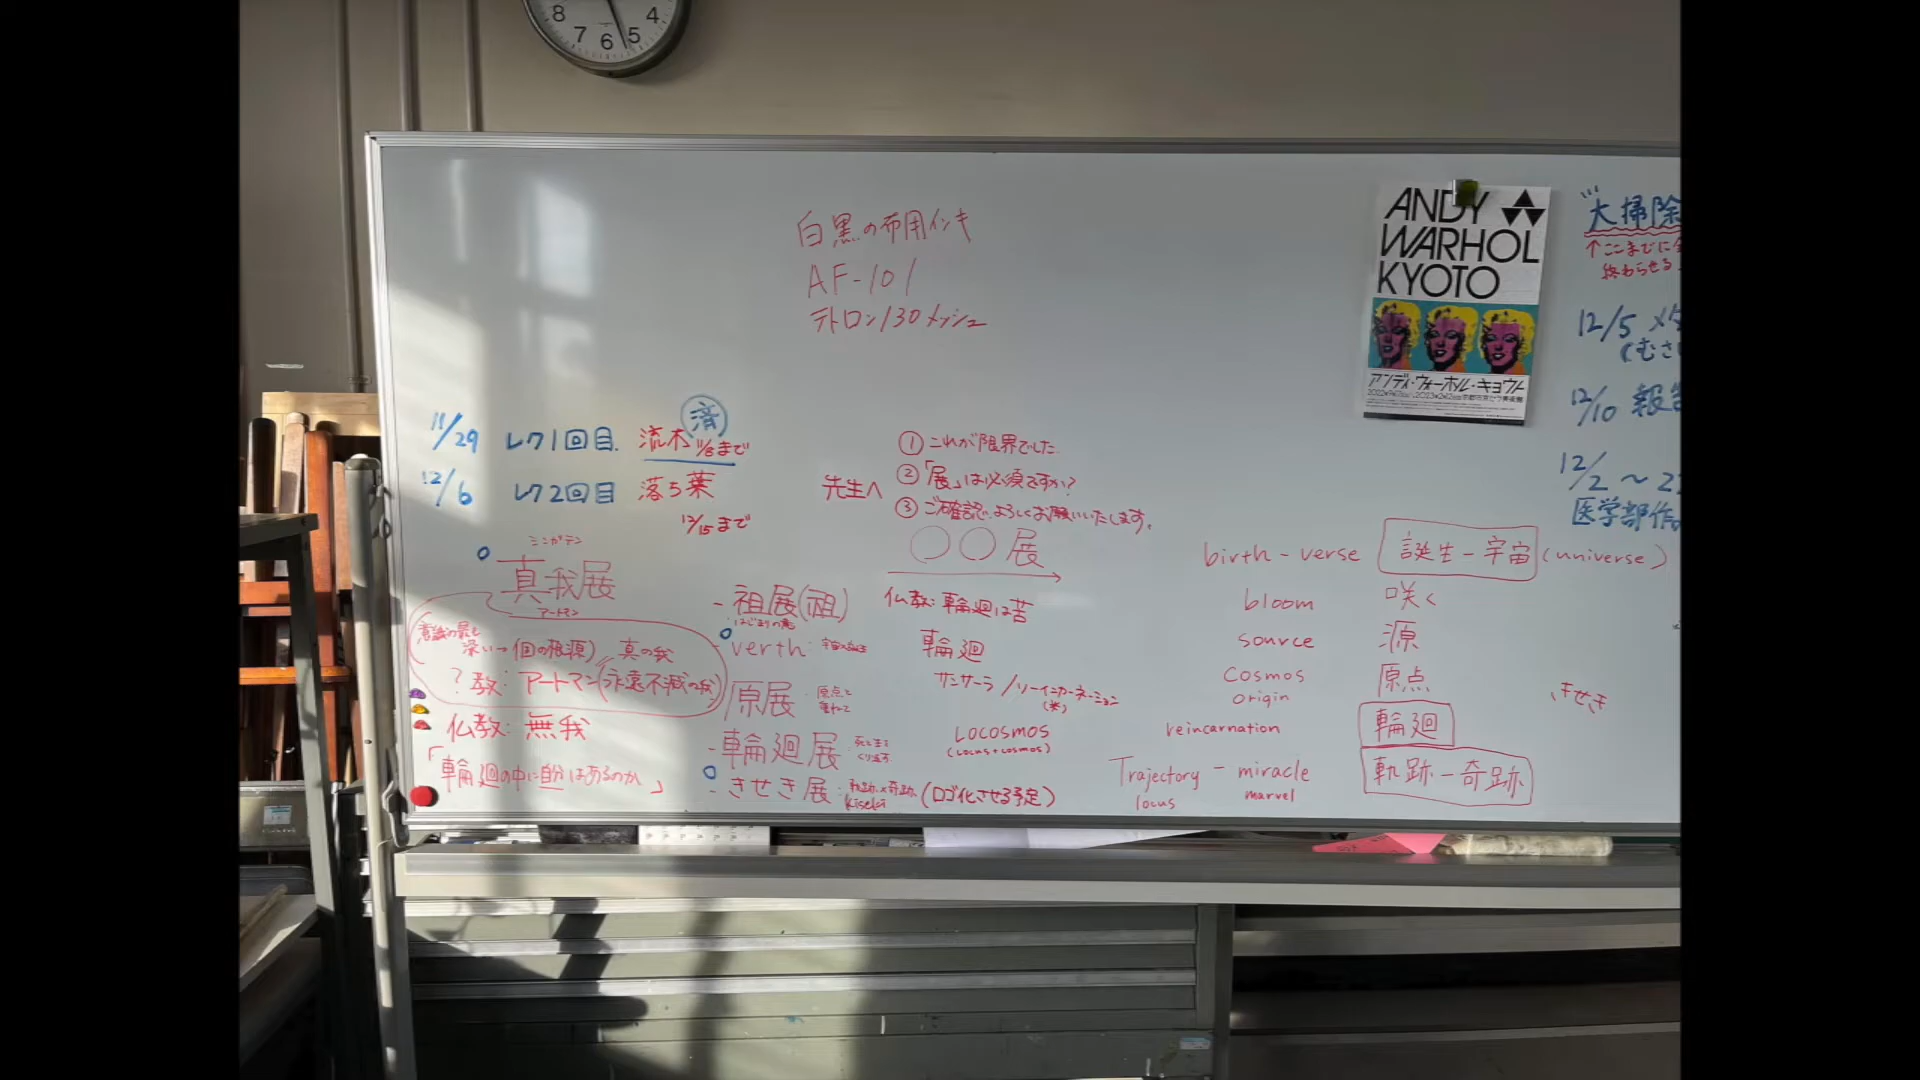 8 7 6 5 4
白黒の布用インキ
AF-101
テトロン130メッシュ
ANDY
WARHOL
KYOTO
アンディ・ウォーホル・キョウト
大掃除
↑ここまでに
終わらせる
12/5
12/10 報告
12/2 ~
医学部作
11/29 レク1回目. 流木 済
まで
12/6 レク2回目 落ち葉
12/15まで
先生へ
① これが限界でした
② 「展」は必須ですか?
③ ご確認、よろしくお願いいたします。
○○展
シンガテン
真我展
アートマン
意識の最も
深い→個の根源) 真の我
?教:アートマン(永遠不滅の我)
仏教:無我
「輪廻の中に自分はあるのか」
- 祖展(祖)
はじまりの意
verth:
原展 原点と
- 輪廻展:死と生を
くり返す
- きせき展:軌跡×奇跡 (ロゴ化させる予定)
kiseki
仏教:輪廻は苦
輪廻
サンサーラ/リーインカーネーション
(米)
Locosmos
(Locus+cosmos)
birth-verse 誕生-宇宙 (universe)
bloom 咲く
source 源
cosmos
origin
原点
きせき
reincarnation 輪廻
Trajectory - miracle 軌跡-奇跡
locus marvel